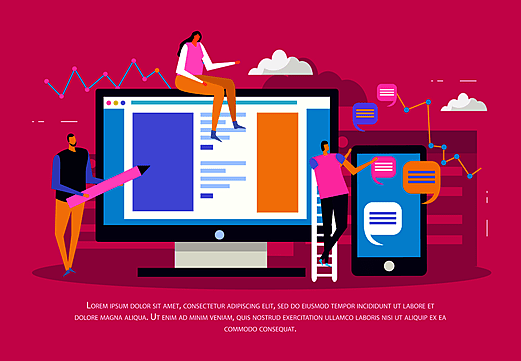 Lorem ipsum dolor sit amet, consectetur adipiscing elit, sed do eiusmod tempor incididunt ut labore et
dolore magna aliqua. Ut enim ad minim veniam, quis nostrud exercitation ullamco laboris nisi ut aliquip ex ea
commodo consequat.